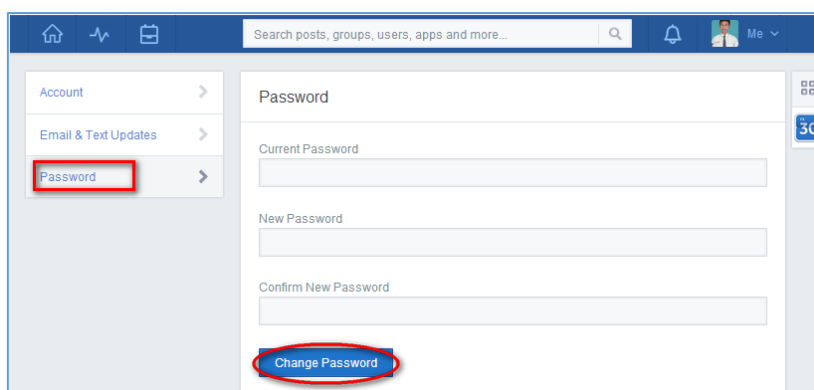 Search posts, groups, users, apps and more...
Me
Account
Email & Text Updates
Password
Password
Current Password
New Password
Confirm New Password
Change Password